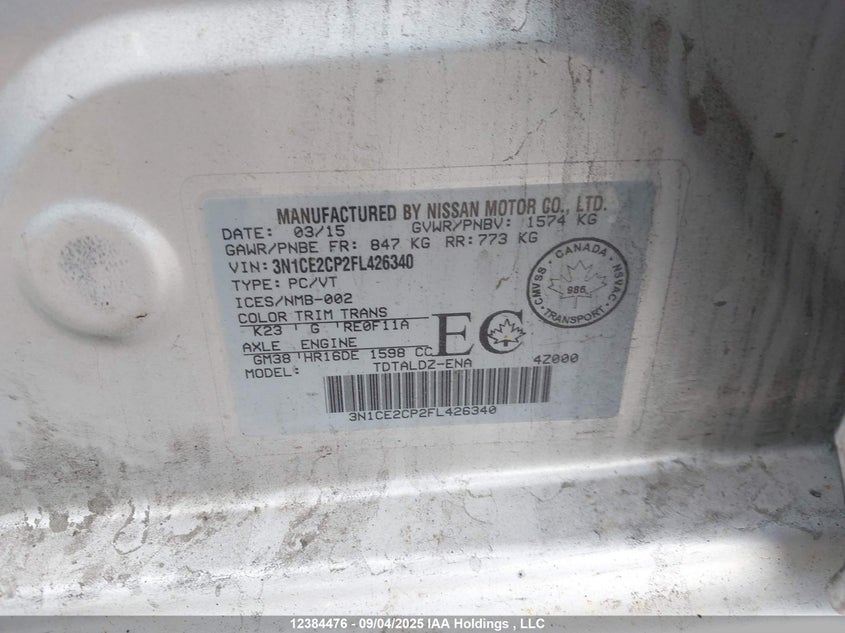 MANUFACTURED BY NISSAN MOTOR CO., LTD.
DATE: 03/15 GVWR/PNBV: 1574 KG
GAWR/PNBE FR: 847 KG RR: 773 KG
VIN: 3N1CE2CP2FL426340
TYPE: PC/VT
ICES/NMB-002
COLOR TRIM TRANS
K23 G RE0F11A
AXLE ENGINE
GM38 HR16DE 1598 CC
MODEL: TDTALDZ-ENA 4Z000
EC
CANADA
CMVSS NSVAC
986
TRANSPORT
3N1CE2CP2FL426340
12384476 - 09/04/2025 IAA Holdings , LLC